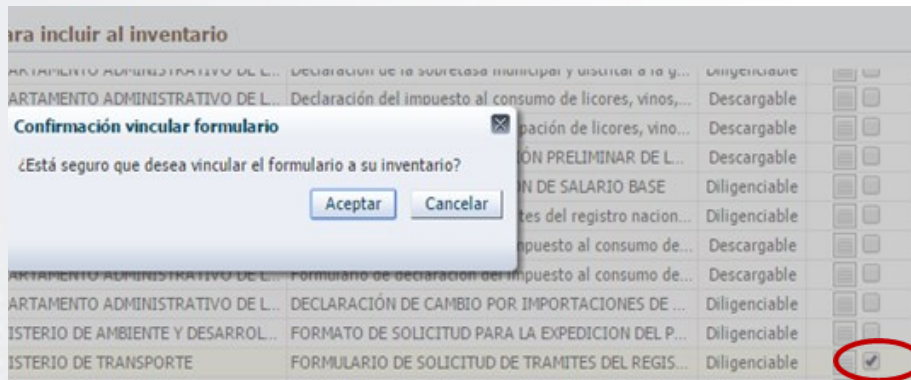 ara incluir al inventario
ARTAMENTO ADMINISTRATIVO DE L... Declaración de la sobretasa municipal y distrital a la g... Diligenciable
ARTAMENTO ADMINISTRATIVO DE L... Declaración del impuesto al consumo de licores, vinos,... Descargable
Confirmación vincular formulario
pación de licores, vino... Descargable
¿Está seguro que desea vincular el formulario a su inventario?
ÓN PRELIMINAR DE L... Descargable
Aceptar Cancelar
N DE SALARIO BASE Diligenciable
tes del registro nacion... Diligenciable
mpuesto al consumo de... Descargable
ARTAMENTO ADMINISTRATIVO DE L... Formulario de declaración del impuesto al consumo de... Descargable
ARTAMENTO ADMINISTRATIVO DE L... DECLARACIÓN DE CAMBIO POR IMPORTACIONES DE ... Diligenciable
ISTERIO DE AMBIENTE Y DESARROL... FORMATO DE SOLICITUD PARA LA EXPEDICION DEL P... Diligenciable
ISTERIO DE TRANSPORTE FORMULARIO DE SOLICITUD DE TRAMITES DEL REGIS... Diligenciable